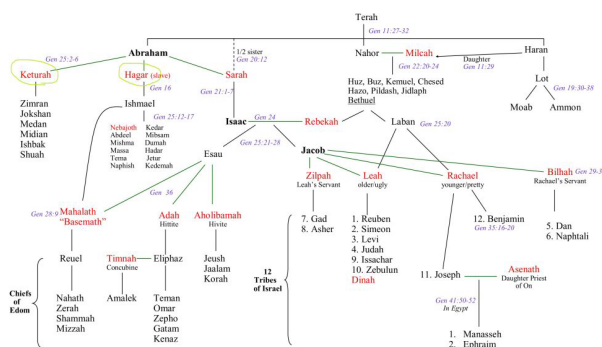 Terah
Gen 11:27-32
Abraham
1/2 sister
Gen 20:12
Nahor
Milcah
Gen 22:20-24
Daughter
Gen 11:29
Haran
Gen 25:2-6
Keturah
Hagar (slave)
Gen 16
Sarah
Gen 21:1-7
Huz, Buz, Kemuel, Chesed
Hazo, Pildash, Jidlaph
Bethuel
Lot
Gen 19:30-38
Moab
Ammon
Zimran
Jokshan
Medan
Midian
Ishbak
Shuah
Ishmael
Gen 25:12-17
Nebajoth
Abdeel
Mishma
Massa
Tema
Naphish
Kedar
Mibsam
Dumah
Hadar
Jetur
Kedemah
Isaac
Gen 24
Rebekah
Laban
Gen 25:20
Gen 25:21-28
Esau
Jacob
Gen 36
Gen 28:9
Mahalath
"Basemath"
Adah
Hittite
Aholibamah
Hivite
Zilpah
Leah's Servant
Leah
older/ugly
Rachael
younger/pretty
Bilhah
Gen 29-3
Rachael's Servant
7. Gad
8. Asher
1. Reuben
2. Simeon
3. Levi
4. Judah
9. Issachar
10. Zebulun
Dinah
12. Benjamin
Gen 35:16-20
5. Dan
6. Naphtali
Reuel
Timnah
Concubine
Eliphaz
Jeush
Jaalam
Korah
12
Tribes
of Israel
11. Joseph
Asenath
Daughter Priest
of On
Gen 41:50-52
In Egypt
Chiefs
of
Edom
Nahath
Zerah
Shammah
Mizzah
Amalek
Teman
Omar
Zepho
Gatam
Kenaz
1. Manasseh
2. Ephraim